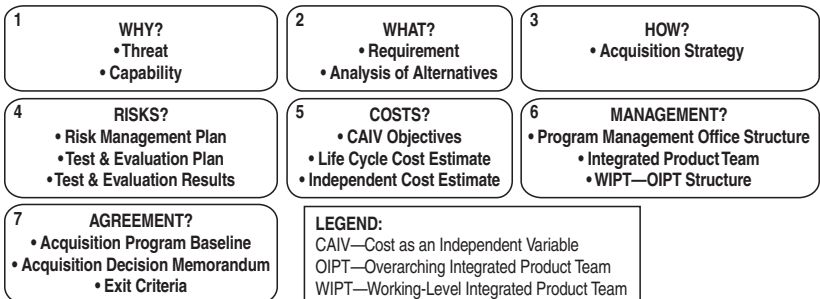 1
WHY?
• Threat
• Capability
2
WHAT?
• Requirement
• Analysis of Alternatives
3
HOW?
• Acquisition Strategy
4
RISKS?
• Risk Management Plan
• Test & Evaluation Plan
• Test & Evaluation Results
5
COSTS?
• CAIV Objectives
• Life Cycle Cost Estimate
• Independent Cost Estimate
6
MANAGEMENT?
• Program Management Office Structure
• Integrated Product Team
• WIPT—OIPT Structure
7
AGREEMENT?
• Acquisition Program Baseline
• Acquisition Decision Memorandum
• Exit Criteria
LEGEND:
CAIV—Cost as an Independent Variable
OIPT—Overarching Integrated Product Team
WIPT—Working-Level Integrated Product Team